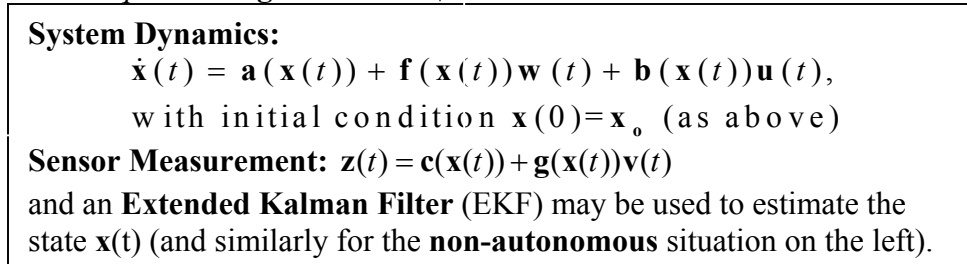 System Dynamics:
ẋ(t) = a(x(t)) + f(x(t))w(t) + b(x(t))u(t),
with initial condition x(0)=x₀ (as above)
Sensor Measurement: z(t) = c(x(t)) + g(x(t))v(t)
and an Extended Kalman Filter (EKF) may be used to estimate the
state x(t) (and similarly for the non-autonomous situation on the left).